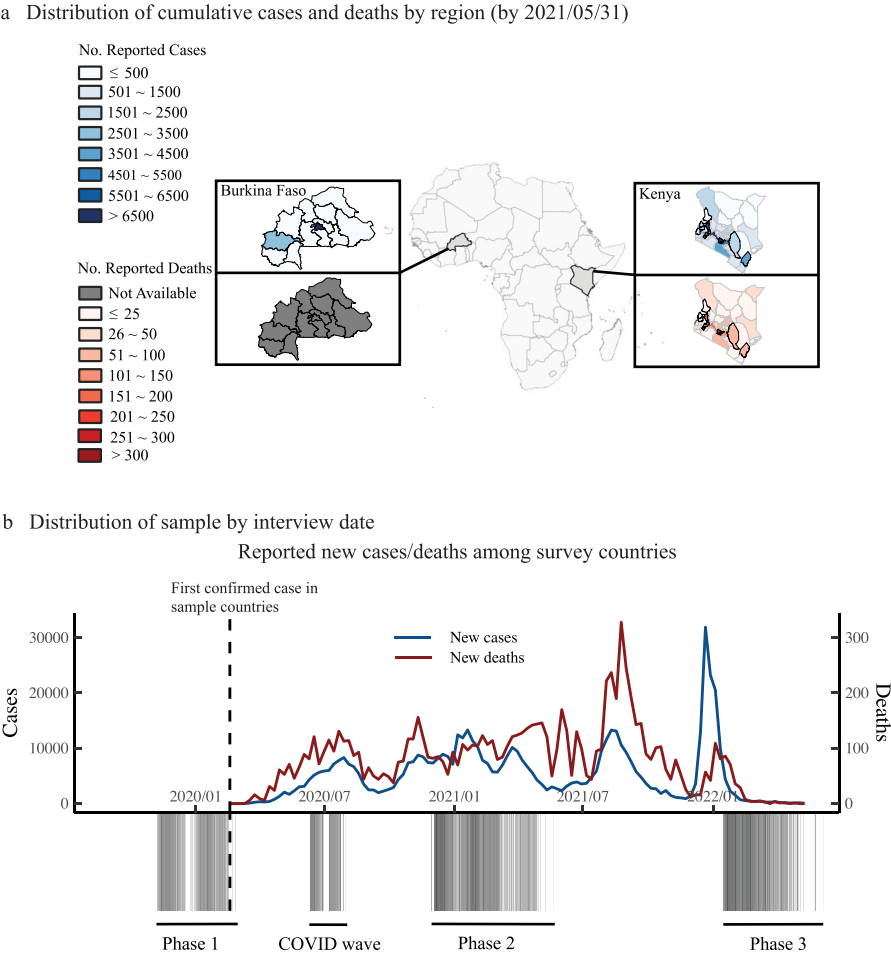 a Distribution of cumulative cases and deaths by region (by 2021/05/31)
No. Reported Cases
≤ 500
501 ~ 1500
1501 ~ 2500
2501 ~ 3500
3501 ~ 4500
4501 ~ 5500
5501 ~ 6500
> 6500
No. Reported Deaths
Not Available
≤ 25
26 ~ 50
51 ~ 100
101 ~ 150
151 ~ 200
201 ~ 250
251 ~ 300
> 300
Burkina Faso
Kenya
b Distribution of sample by interview date
Reported new cases/deaths among survey countries
First confirmed case in
sample countries
New cases
New deaths
Cases
30000
20000
10000
0
Deaths
300
200
100
0
2020/01
2020/07
2021/01
2021/07
2022/01
Phase 1
COVID wave
Phase 2
Phase 3